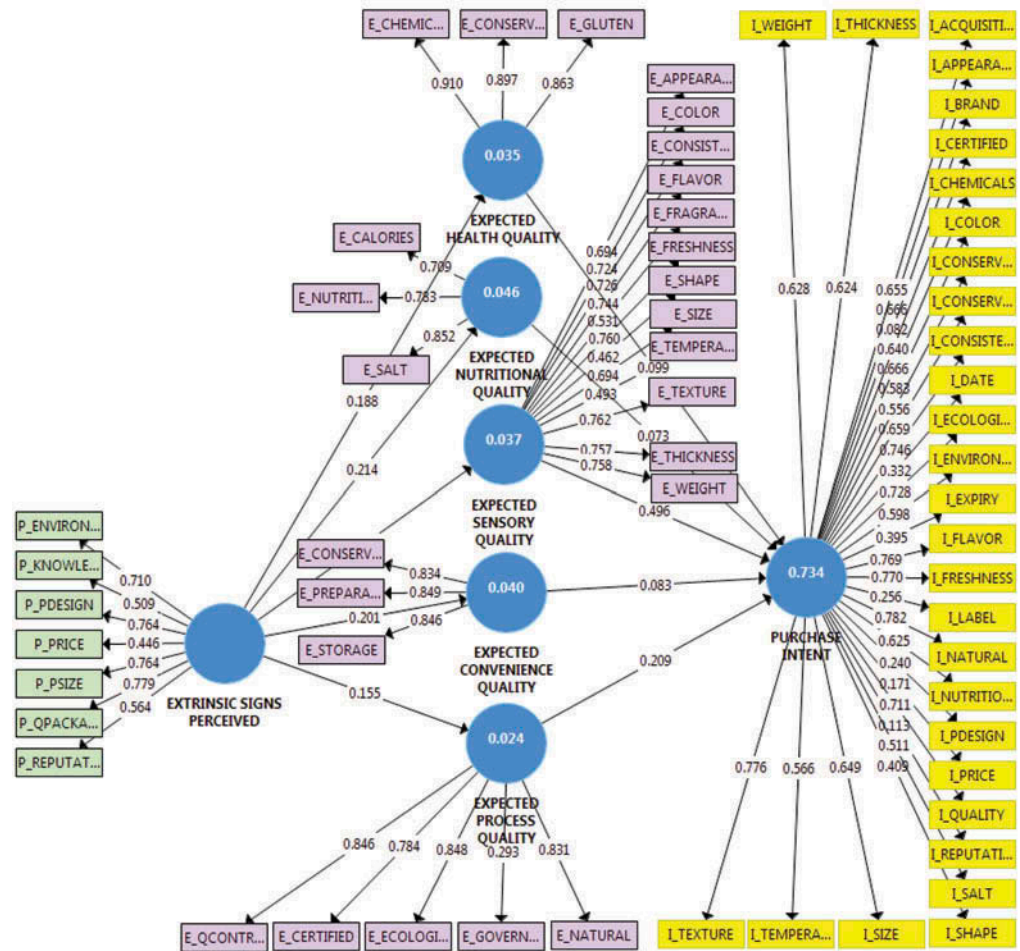 E_CHEMIC...
E_CONSERV...
E_GLUTEN
I_WEIGHT
I_THICKNESS
I_ACQUISITI...
I_APPEARA...
I_BRAND
I_CERTIFIED
I_CHEMICALS
I_COLOR
I_CONSERV...
I_CONSERV...
I_CONSISTE...
I_DATE
I_ECOLOGI...
I_ENVIRON...
I_EXPIRY
I_FLAVOR
I_FRESHNESS
I_LABEL
I_NATURAL
I_NUTRITIO...
I_PDESIGN
I_PRICE
I_QUALITY
I_REPUTATI...
I_SALT
I_SHAPE
0.910
0.897
0.863
0.035
EXPECTED
HEALTH QUALITY
E_APPEARA...
E_COLOR
E_CONSIST...
E_FLAVOR
E_FRAGRA...
E_FRESHNESS
E_SHAPE
E_SIZE
E_TEMPERA...
E_TEXTURE
E_THICKNESS
E_WEIGHT
E_CALORIES
E_NUTRITI...
E_SALT
0.709
0.783
0.852
0.046
EXPECTED
NUTRITIONAL
QUALITY
0.694
0.724
0.726
0.744
0.531
0.760
0.462
0.694
0.493
0.762
0.757
0.758
0.099
0.073
0.496
0.037
EXPECTED
SENSORY
QUALITY
0.188
0.214
0.201
0.155
P_ENVIRON...
P_KNOWLE...
P_PDESIGN
P_PRICE
P_PSIZE
P_QPACKA...
P_REPUTAT...
0.710
0.509
0.764
0.446
0.764
0.779
0.564
EXTRINSIC SIGNS
PERCEIVED
E_CONSERV...
E_PREPARA...
E_STORAGE
0.834
0.849
0.846
0.040
0.083
EXPECTED
CONVENIENCE
QUALITY
0.209
0.024
EXPECTED
PROCESS
QUALITY
0.846
0.784
0.848
0.293
0.831
E_QCONTR...
E_CERTIFIED
E_ECOLOGI...
E_GOVERN...
E_NATURAL
0.628
0.624
0.655
0.666
0.082
0.640
0.666
0.583
0.556
0.659
0.746
0.332
0.728
0.598
0.395
0.769
0.770
0.256
0.782
0.625
0.240
0.171
0.711
0.113
0.511
0.409
0.734
PURCHASE
INTENT
0.776
0.566
0.649
I_TEXTURE
I_TEMPERA...
I_SIZE